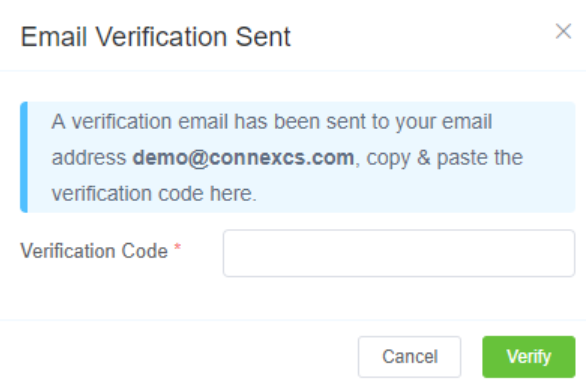 Email Verification Sent
A verification email has been sent to your email
address demo@connexcs.com, copy & paste the
verification code here.
Verification Code *
Cancel
Verify